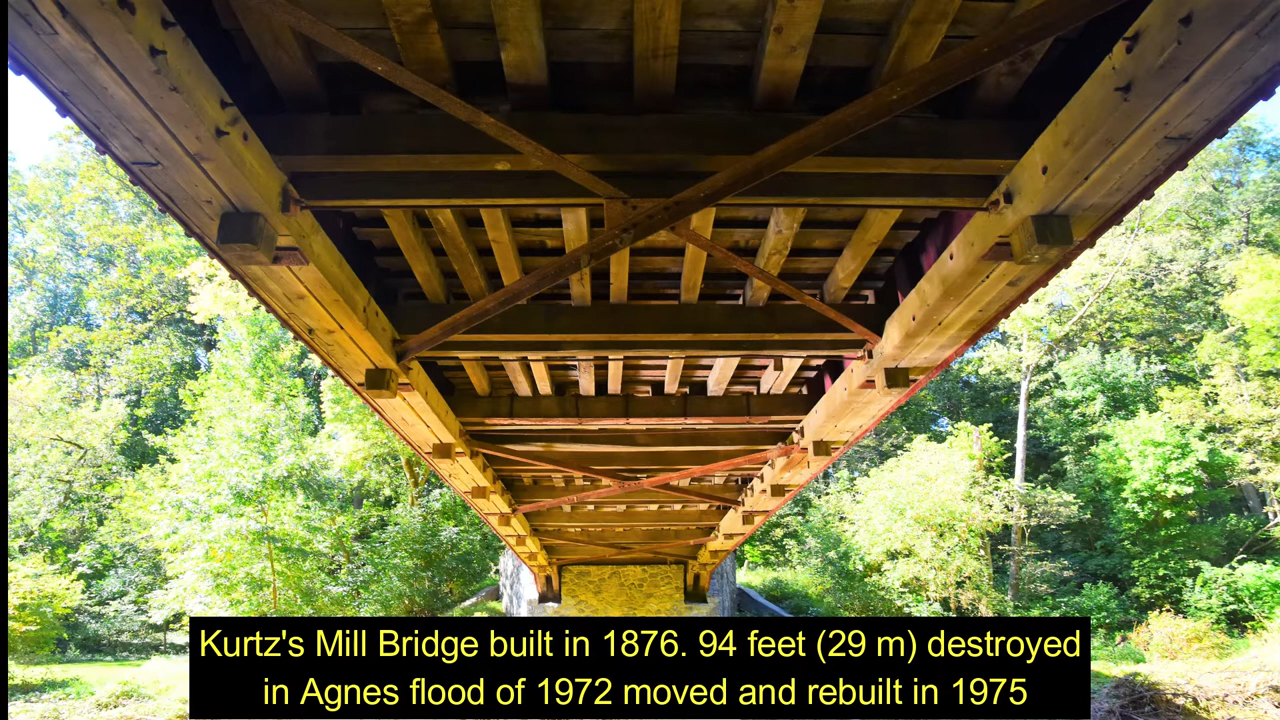 Kurtz's Mill Bridge built in 1876. 94 feet (29 m) destroyed
in Agnes flood of 1972 moved and rebuilt in 1975